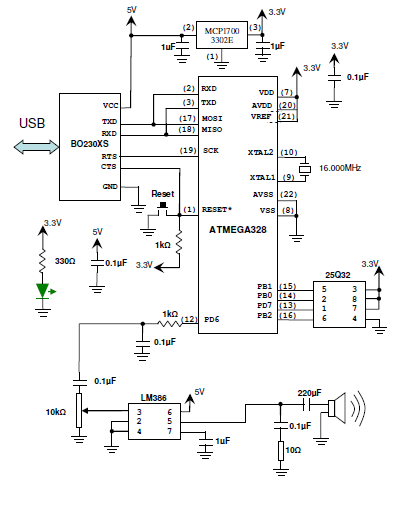 5V
3.3V
(2)
MCP1700
3302E
(3)
1µF
(1)
1µF
3.3V
3.3V
0.1µF
(2)
RXD
VDD
(7)
(3)
TXD
AVDD
(20)
VCC
(17)
MOSI
VREF
(21)
USB
TXD
RXD
(18)
MISO
BO230XS
RTS
(19)
SCK
XTAL2
(10)
CTS
16.000MHz
XTAL1
(9)
GND
Reset
AVSS
(22)
(1)
RESET*
VSS
(8)
3.3V
5V
1kΩ
ATMEGA328
330Ω
0.1µF
3.3V
3.3V
25Q32
PB1
(15)
5
3
PB0
(14)
2
8
PD7
(13)
1
7
PB2
(16)
6
4
1kΩ
(12)
PD6
0.1µF
0.1µF
LM386
5V
220µF
10kΩ
3
6
2
5
4
7
0.1µF
1µF
10Ω